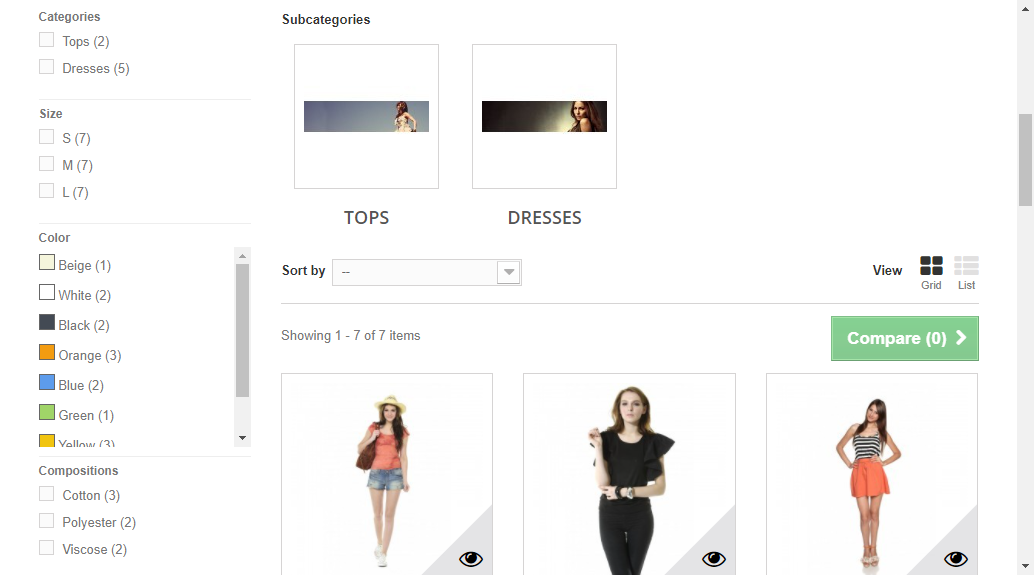 Categories
Tops (2)
Dresses (5)
Size
S (7)
M (7)
L (7)
Color
Beige (1)
White (2)
Black (2)
Orange (3)
Blue (2)
Green (1)
Yellow (3)
Compositions
Cotton (3)
Polyester (2)
Viscose (2)
Subcategories
TOPS
DRESSES
Sort by --
View
Grid
List
Showing 1 - 7 of 7 items
Compare (0)